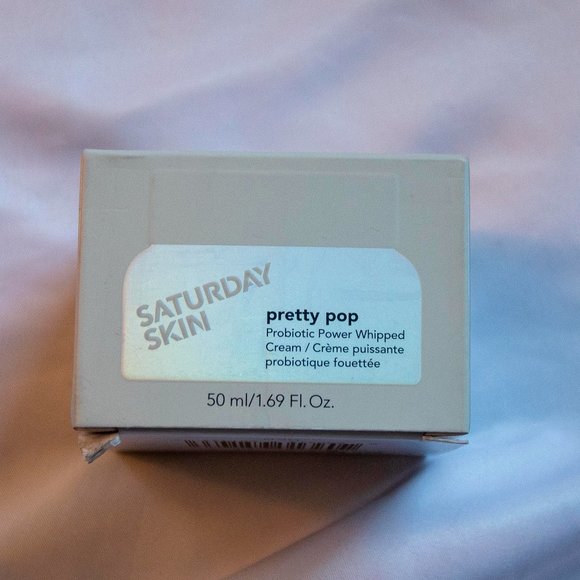 SATURDAY
SKIN
pretty pop
Probiotic Power Whipped
Cream / Crème puissante
probiotique fouettée
50 ml/1.69 Fl. Oz.